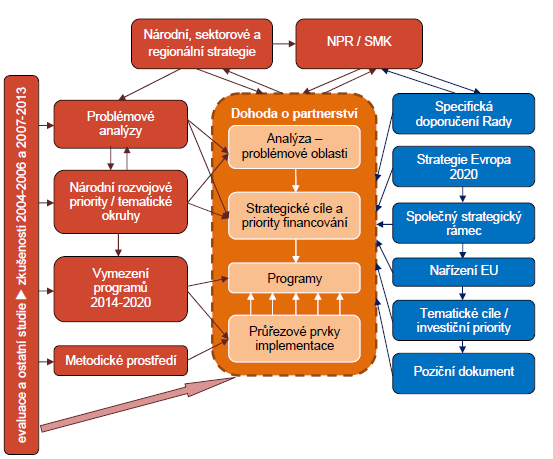 Národní, sektorové a
regionální strategie
NPR / SMK
evaluace a ostatní studie ► zkušenosti 2004-2006 a 2007-2013
Problémové
analýzy
Národní rozvojové
priority / tematické
okruhy
Vymezení
programů
2014-2020
Metodické prostředí
Dohoda o partnerství
Analýza –
problémové oblasti
Strategické cíle a
priority financování
Programy
Průřezové prvky
implementace
Specifická
doporučení Rady
Strategie Evropa
2020
Společný strategický
rámec
Nařízení EU
Tematické cíle /
investiční priority
Poziční dokument